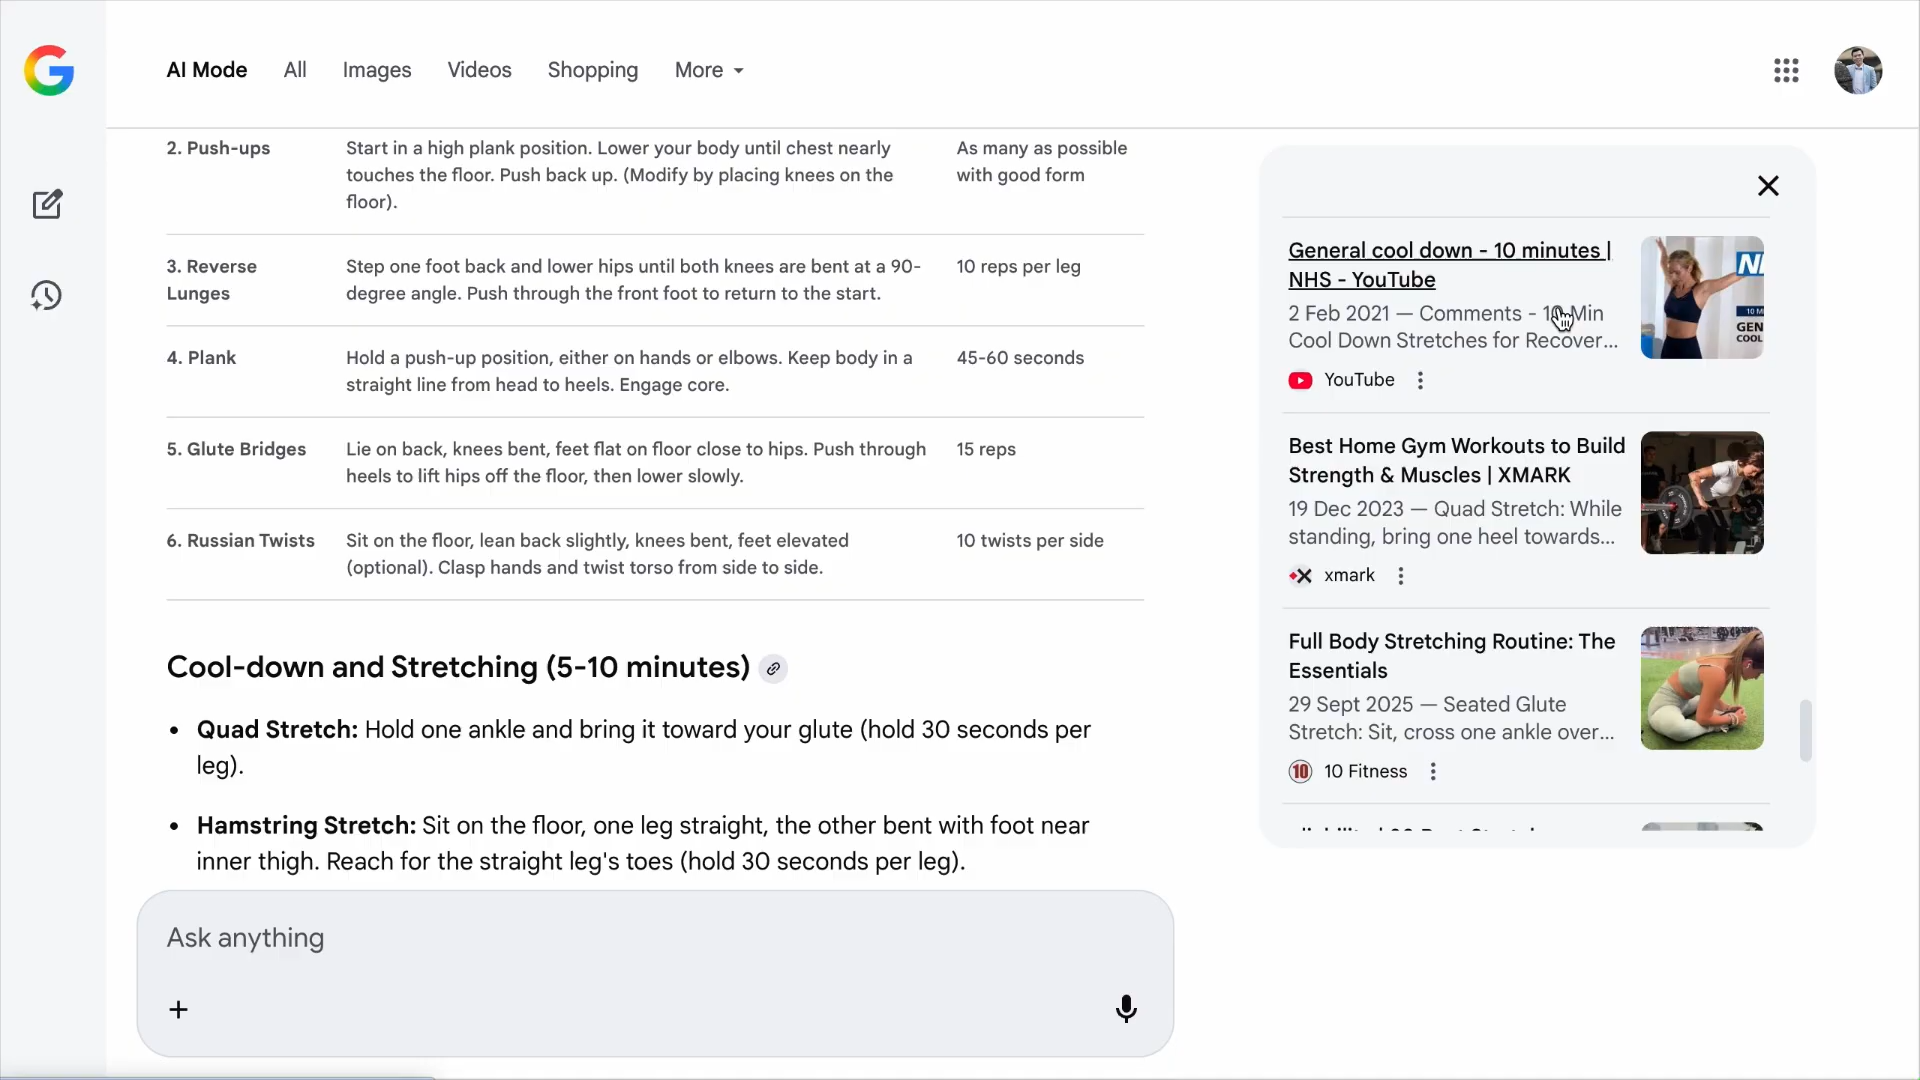 AI Mode
All
Images
Videos
Shopping
More
2. Push-ups
Start in a high plank position. Lower your body until chest nearly
touches the floor. Push back up. (Modify by placing knees on the
floor).
As many as possible
with good form
3. Reverse
Lunges
Step one foot back and lower hips until both knees are bent at a 90-
degree angle. Push through the front foot to return to the start.
10 reps per leg
4. Plank
Hold a push-up position, either on hands or elbows. Keep body in a
straight line from head to heels. Engage core.
45-60 seconds
5. Glute Bridges
Lie on back, knees bent, feet flat on floor close to hips. Push through
heels to lift hips off the floor, then lower slowly.
15 reps
6. Russian Twists
Sit on the floor, lean back slightly, knees bent, feet elevated
(optional). Clasp hands and twist torso from side to side.
10 twists per side
Cool-down and Stretching (5-10 minutes)
• Quad Stretch: Hold one ankle and bring it toward your glute (hold 30 seconds per
leg).
• Hamstring Stretch: Sit on the floor, one leg straight, the other bent with foot near
inner thigh. Reach for the straight leg's toes (hold 30 seconds per leg).
Ask anything
General cool down - 10 minutes |
NHS - YouTube
2 Feb 2021 — Comments - 10 Min
Cool Down Stretches for Recover...
YouTube
Best Home Gym Workouts to Build
Strength & Muscles | XMARK
19 Dec 2023 — Quad Stretch: While
standing, bring one heel towards...
xmark
Full Body Stretching Routine: The
Essentials
29 Sept 2025 — Seated Glute
Stretch: Sit, cross one ankle over...
10 Fitness